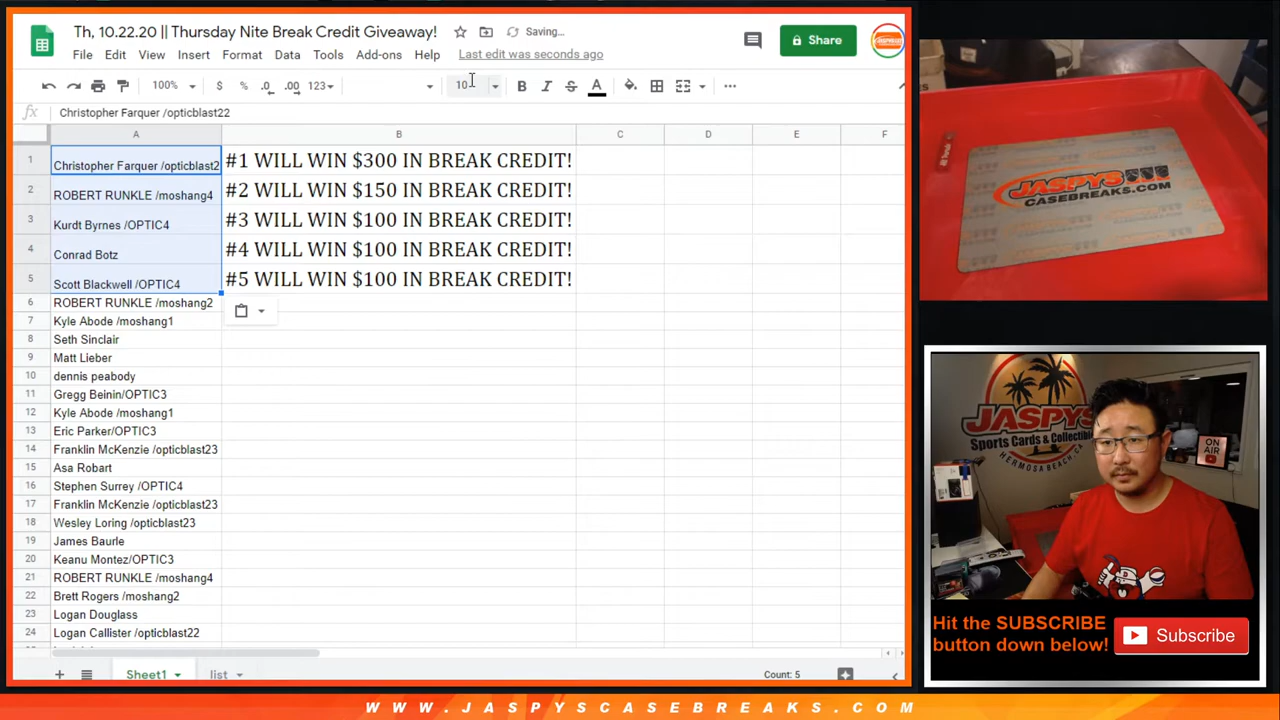 Th, 10.22.20 || Thursday Nite Break Credit Giveaway!
Saving...
File Edit View Insert Format Data Tools Add-ons Help Last edit was seconds ago
Share
100% $ % .0 .00 123 10 B I S A
fx Christopher Farquer /opticblast22
A B C D E F
1 Christopher Farquer /opticblast2 #1 WILL WIN $300 IN BREAK CREDIT!
2 ROBERT RUNKLE /moshang4 #2 WILL WIN $150 IN BREAK CREDIT!
3 Kurdt Byrnes /OPTIC4 #3 WILL WIN $100 IN BREAK CREDIT!
4 Conrad Botz #4 WILL WIN $100 IN BREAK CREDIT!
5 Scott Blackwell /OPTIC4 #5 WILL WIN $100 IN BREAK CREDIT!
6 ROBERT RUNKLE /moshang2
7 Kyle Abode /moshang1
8 Seth Sinclair
9 Matt Lieber
10 dennis peabody
11 Gregg Beinin/OPTIC3
12 Kyle Abode /moshang1
13 Eric Parker/OPTIC3
14 Franklin McKenzie /opticblast23
15 Asa Robart
16 Stephen Surrey /OPTIC4
17 Franklin McKenzie /opticblast23
18 Wesley Loring /opticblast23
19 James Baurle
20 Keanu Montez/OPTIC3
21 ROBERT RUNKLE /moshang4
22 Brett Rogers /moshang2
23 Logan Douglass
24 Logan Callister /opticblast22
Sheet1 list Count: 5
JASPYS
CASEBREAKS.COM
JASPYS
Sports Cards & Collectibles
HERMOSA BEACH, CA
ON
AIR
Hit the SUBSCRIBE
button down below!
Subscribe
WWW.JASPYSCASEBREAKS.COM